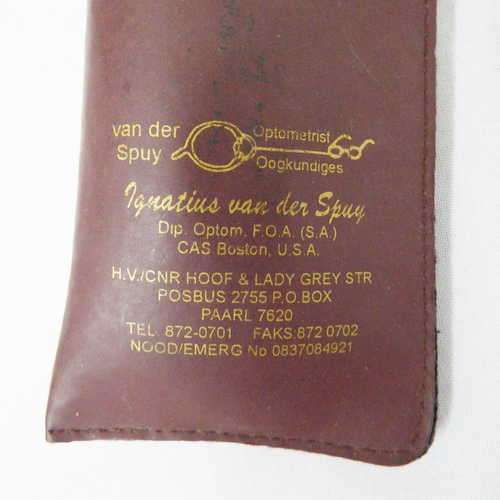 van der Spuy
Optometrist
Oogkundiges
Ignatius van der Spuy
Dip. Optom. F.O.A. (S.A.)
CAS Boston, U.S.A.
H.V./CNR HOOF & LADY GREY STR
POSBUS 2755 P.O.BOX
PAARL 7620
TEL. 872-0701 FAKS:872 0702
NOOD/EMERG No 0837084921